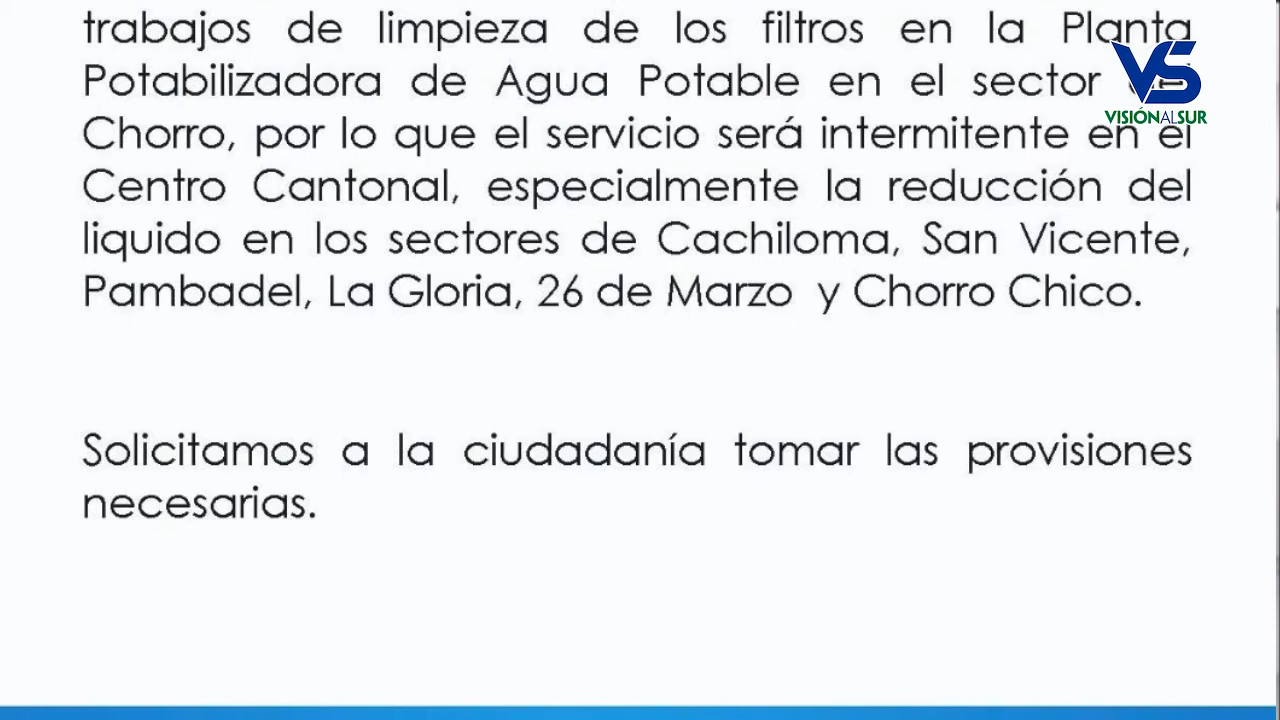 trabajos de limpieza de los filtros en la Planta
Potabilizadora de Agua Potable en el sector
Chorro, por lo que el servicio será intermitente en el
Centro Cantonal, especialmente la reducción del
liquido en los sectores de Cachiloma, San Vicente,
Pambadel, La Gloria, 26 de Marzo y Chorro Chico.
Solicitamos a la ciudadanía tomar las provisiones
necesarias.
VS
VISIÓNALSUR